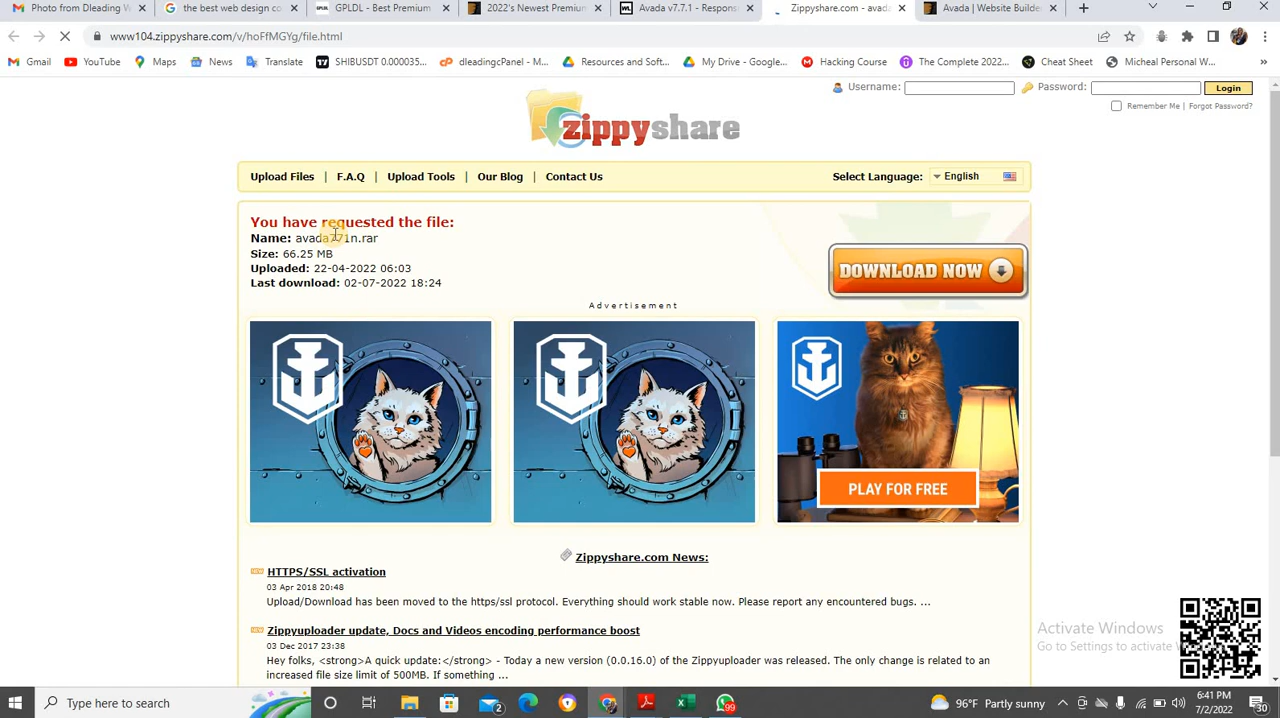 Photo from Dleading W
the best web design co
GPLDL - Best Premium
2022's Newest Premium
Avada v7.7.1 - Respons
Zippyshare.com - avada
Avada | Website Builde
www104.zippyshare.com/v/hoFfMGYg/file.html
Gmail
YouTube
Maps
News
Translate
SHIBUSDT 0.000035...
dleadingcPanel - M...
Resources and Soft...
My Drive - Google...
Hacking Course
The Complete 2022...
Cheat Sheet
Micheal Personal W...
Username:
Password:
Login
Remember Me | Forgot Password?
zippyshare
Upload Files | F.A.Q | Upload Tools | Our Blog | Contact Us
Select Language: English
You have requested the file:
Name: avada771n.rar
Size: 66.25 MB
Uploaded: 22-04-2022 06:03
Last download: 02-07-2022 18:24
DOWNLOAD NOW
Advertisement
PLAY FOR FREE
Zippyshare.com News:
HTTPS/SSL activation
03 Apr 2018 20:48
Upload/Download has been moved to the https/ssl protocol. Everything should work stable now. Please report any encountered bugs. ...
Zippyuploader update, Docs and Videos encoding performance boost
03 Dec 2017 23:38
Hey folks, <strong>A quick update:</strong> - Today a new version (0.0.16.0) of the Zippyuploader was released. The only change is related to an
increased file size limit of 500MB. If something ...
Activate Windows
Go to Settings to activate
Type here to search
2
99
96°F Partly sunny
6:41 PM
7/2/2022
30